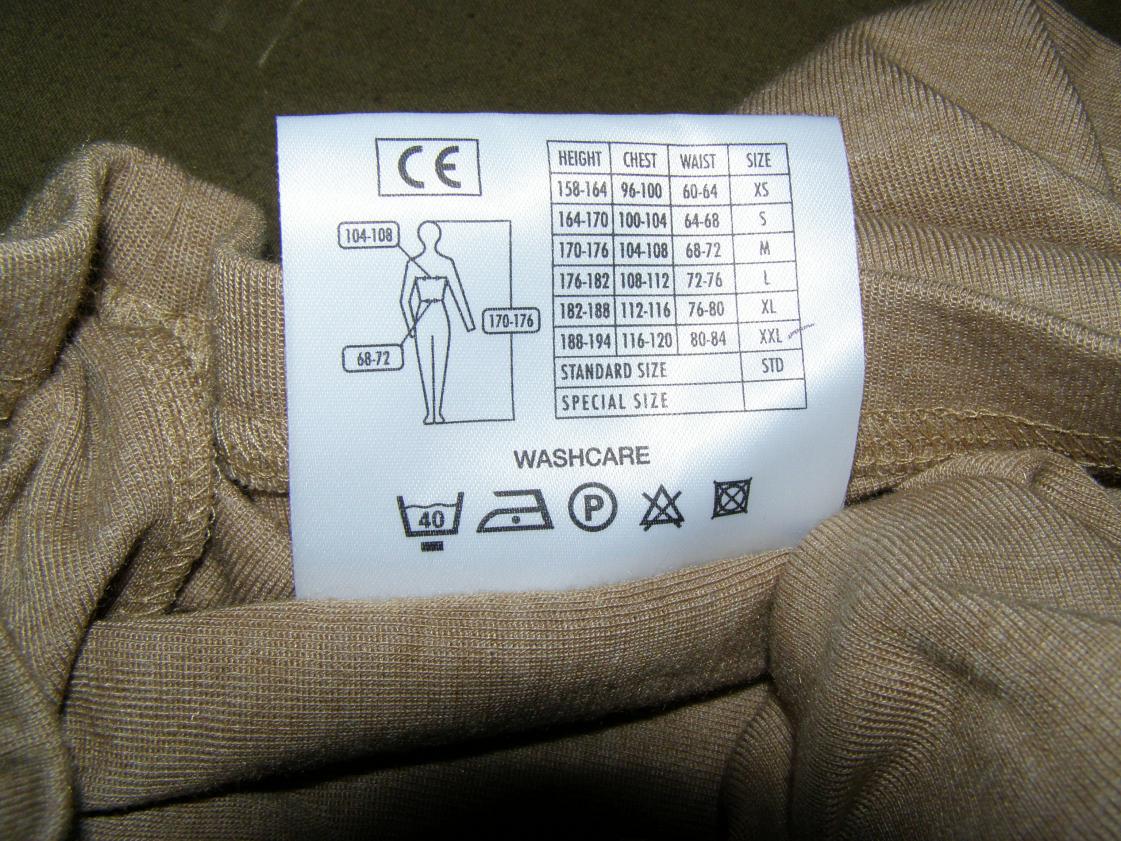 CE
104-108
170-176
68-72
HEIGHT CHEST WAIST SIZE
158-164 96-100 60-64 XS
164-170 100-104 64-68 S
170-176 104-108 68-72 M
176-182 108-112 72-76 L
182-188 112-116 76-80 XL
188-194 116-120 80-84 XXL
STANDARD SIZE STD
SPECIAL SIZE
WASHCARE
40 P